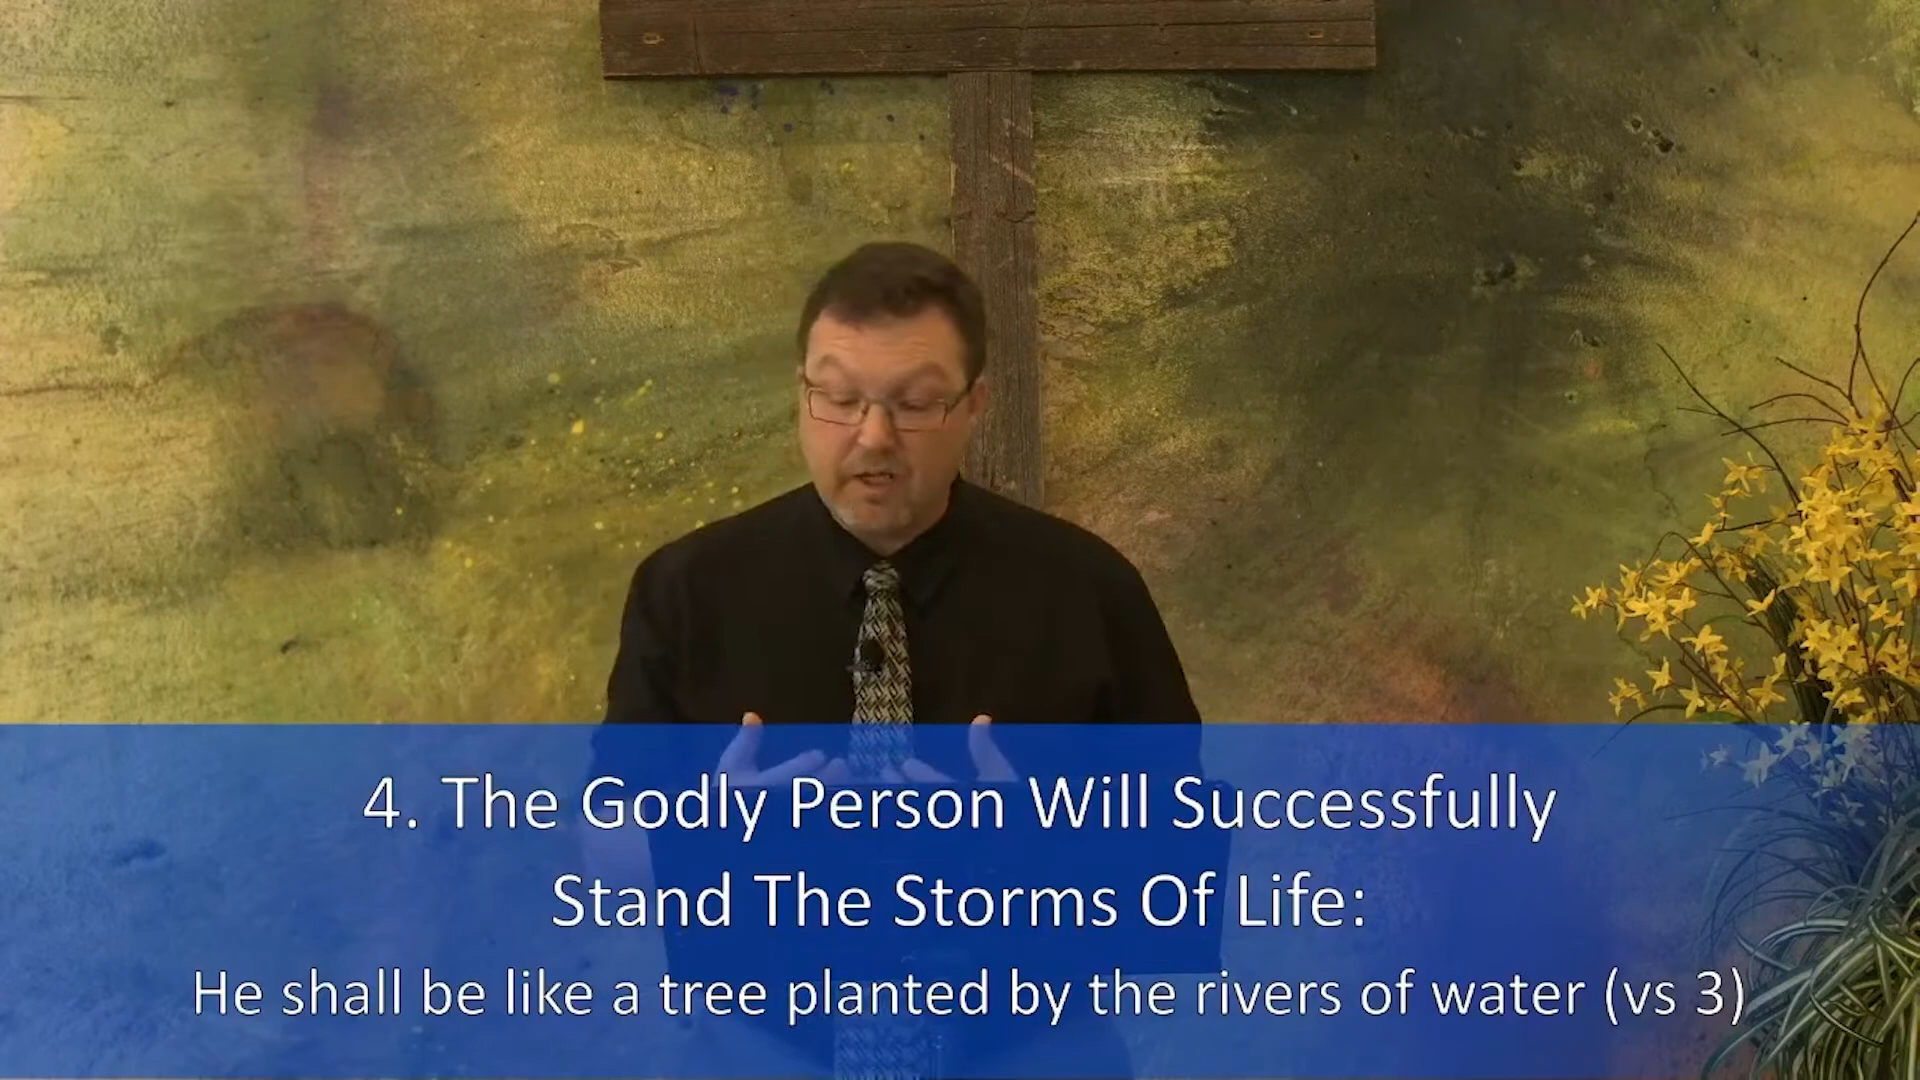 4. The Godly Person Will Successfully
Stand The Storms Of Life:
He shall be like a tree planted by the rivers of water (vs 3)